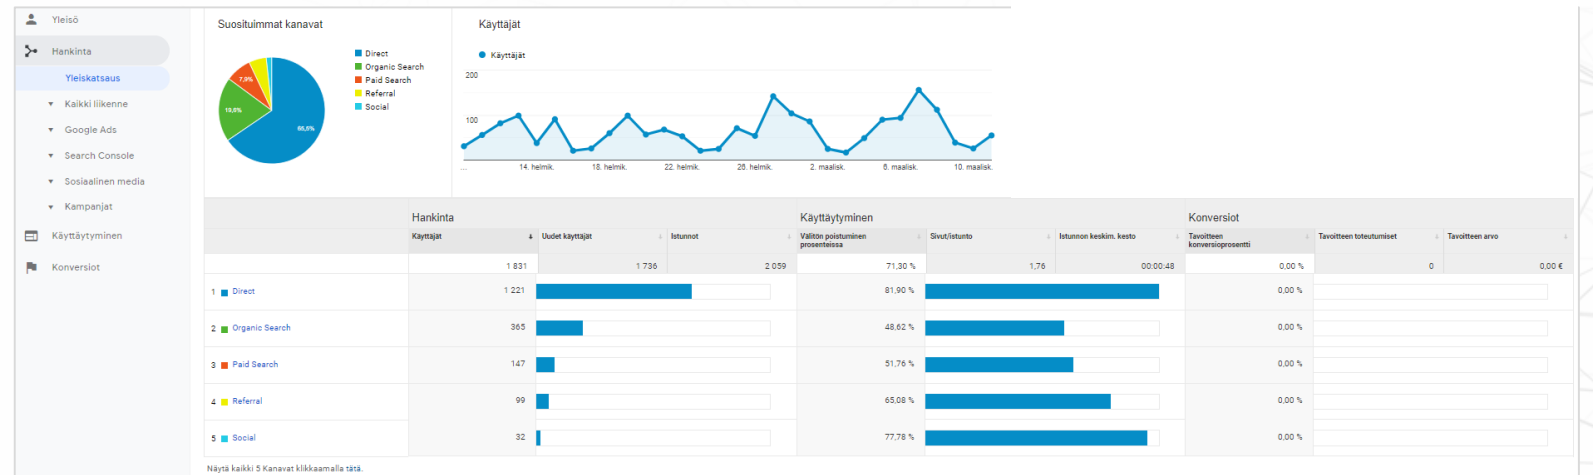 Yleisö
Hankinta
Yleiskatsaus
Kaikki liikenne
Google Ads
Search Console
Sosiaalinen media
Kampanjat
Käyttäytyminen
Konversiot
Suosituimmat kanavat
Direct
Organic Search
Paid Search
Referral
Social
7,9%
19,6%
65,5%
Käyttäjät
Käyttäjät
200
100
... 14. helmik. 18. helmik. 22. helmik. 26. helmik. 2. maalisk. 6. maalisk. 10. maalisk.
Hankinta Käyttäytyminen Konversiot
Käyttäjät Uudet käyttäjät Istunnot Välitön poistuminen prosenteissa Sivut/istunto Istunnon keskim. kesto Tavoitteen konversioprosentti Tavoitteen toteutumiset Tavoitteen arvo
1 831 1 736 2 059 71,30 % 1,76 00:00:48 0,00 % 0 0,00 €
1 Direct 1 221 81,90 % 0,00 %
2 Organic Search 365 48,62 % 0,00 %
3 Paid Search 147 51,76 % 0,00 %
4 Referral 99 65,08 % 0,00 %
5 Social 32 77,78 % 0,00 %
Näytä kaikki 5 Kanavat klikkaamalla tätä.